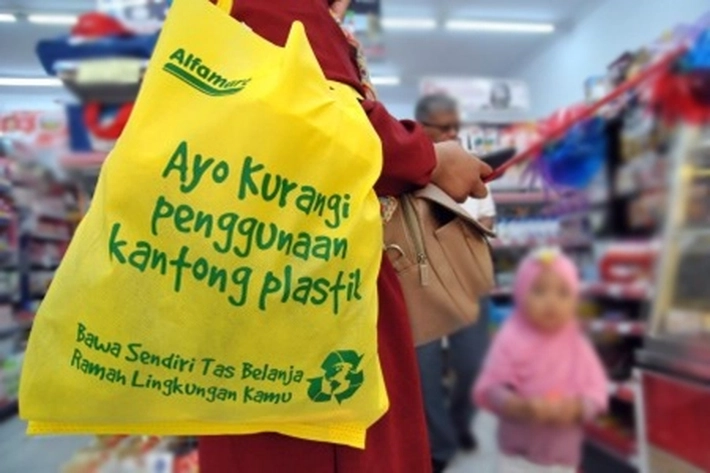 Alfamart
Ayo Kurangi
penggunaan
kantong plastik
Bawa Sendiri Tas Belanja
Ramah Lingkungan Kamu